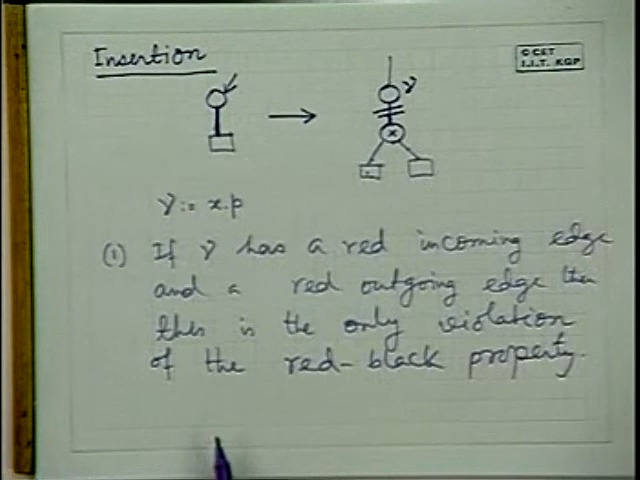 Insertion
© CET
I.I.T. KGP
ν
x
ν := x.p
(1) If ν has a red incoming edge
and a red outgoing edge then
this is the only violation
of the red-black property.